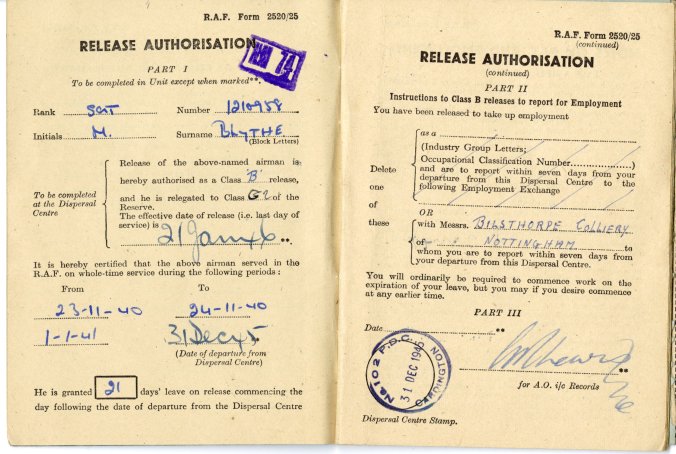 R.A.F. Form 2520/25
RELEASE AUTHORISATION
PART I
To be completed in Unit except when marked**.
Rank SGT Number 1210958
Initials M. Surname BLYTHE
(Block Letters)
To be completed
at the Dispersal
Centre
Release of the above-named airman is
hereby authorised as a Class 'B' release,
and he is relegated to Class G2 of the
Reserve.
The effective date of release (i.e. last day of
service) is
21 Jany 46 **
It is hereby certified that the above airman served in the
R.A.F. on whole-time service during the following periods:
From To
23-11-40 24-11-40
1-1-41 31 Dec 45
(Date of departure from
Dispersal Centre)
He is granted 21 days' leave on release commencing the
day following the date of departure from the Dispersal Centre
R.A.F. Form 2520/25
(continued)
RELEASE AUTHORISATION
(continued)
PART II
Instructions to Class B releases to report for Employment
You have been released to take up employment
Delete
one
of
these
as a
(Industry Group Letters;
Occupational Classification Number)
and are to report within seven days from your
departure from this Dispersal Centre to the
following Employment Exchange
OR
with Messrs. BILSTHORPE COLLIERY
of NOTTINGHAM to
whom you are to report within seven days from
your departure from this Dispersal Centre.
You will ordinarily be required to commence work on the
expiration of your leave, but you may if you desire commence
at any earlier time.
PART III
Date **
No 102 P.D.C. CARDINGTON
31 DEC 1945
**
for A.O. i/c Records
Dispersal Centre Stamp.